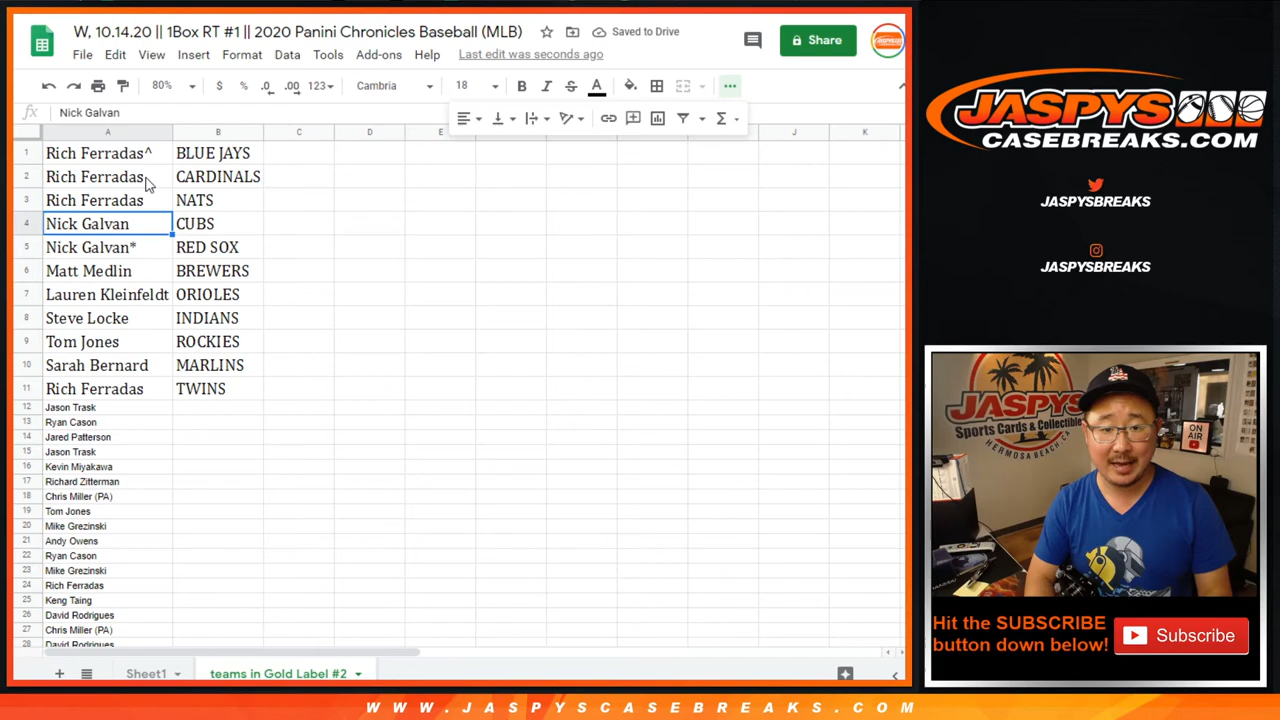 W, 10.14.20 || 1Box RT #1 || 2020 Panini Chronicles Baseball (MLB)
Saved to Drive
Share
File Edit View Insert Format Data Tools Add-ons Help Last edit was seconds ago
80% $ % .0 .00 123 Cambria 18 B I S A
fx Nick Galvan
A B C D E J K
1 Rich Ferradas^ BLUE JAYS
2 Rich Ferradas CARDINALS
3 Rich Ferradas NATS
4 Nick Galvan CUBS
5 Nick Galvan* RED SOX
6 Matt Medlin BREWERS
7 Lauren Kleinfeldt ORIOLES
8 Steve Locke INDIANS
9 Tom Jones ROCKIES
10 Sarah Bernard MARLINS
11 Rich Ferradas TWINS
12 Jason Trask
13 Ryan Cason
14 Jared Patterson
15 Jason Trask
16 Kevin Miyakawa
17 Richard Zitterman
18 Chris Miller (PA)
19 Tom Jones
20 Mike Grezinski
21 Andy Owens
22 Ryan Cason
23 Mike Grezinski
24 Rich Ferradas
25 Keng Taing
26 David Rodrigues
27 Chris Miller (PA)
28 David Rodrigues
Sheet1 teams in Gold Label #2
JASPYS
CASEBREAKS.COM
JASPYSBREAKS
JASPYSBREAKS
JASPYS
Sports Cards & Collectibles
HERMOSA BEACH, CA
ON AIR
Hit the SUBSCRIBE
button down below!
Subscribe
WWW.JASPYSCASEBREAKS.COM